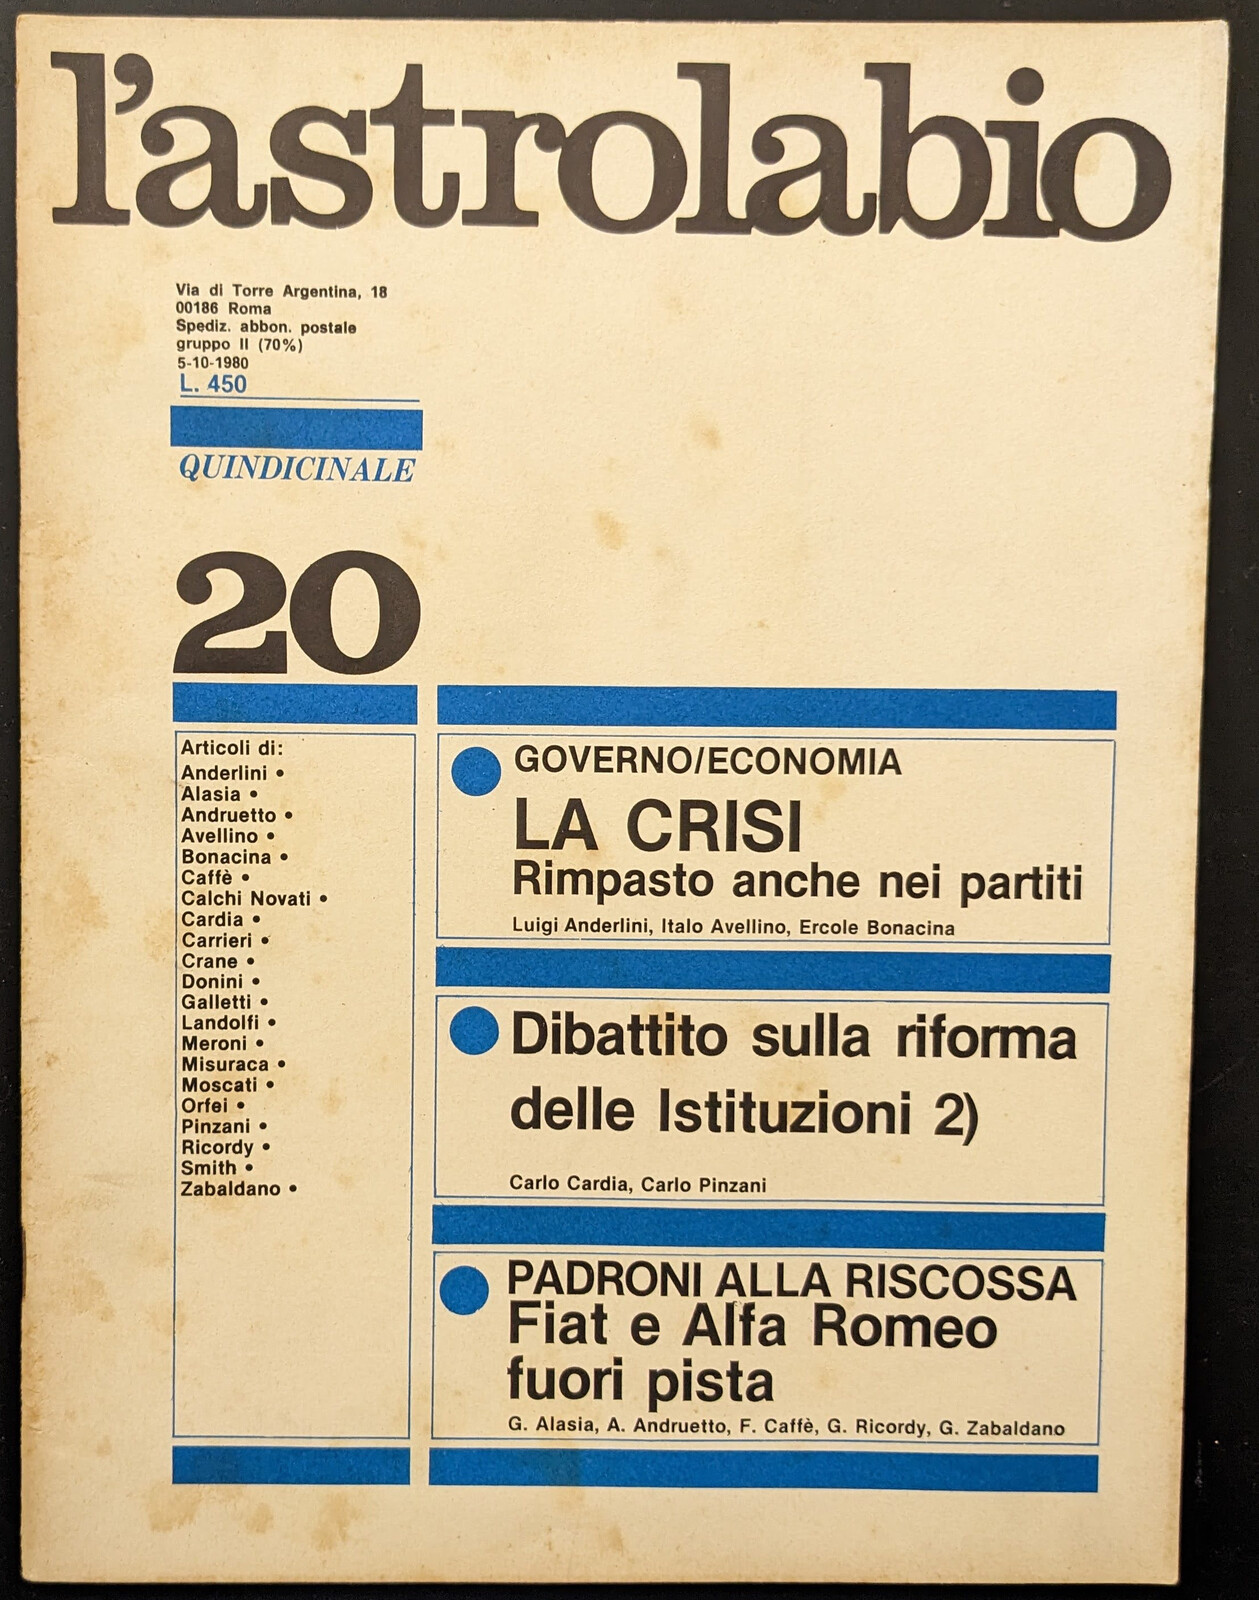 l'astrolabio
Via di Torre Argentina, 18
00186 Roma
Spediz. abbon. postale
gruppo II (70%)
5-10-1980
L. 450
QUINDICINALE
20
Articoli di:
Anderlini •
Alasia •
Andruetto •
Avellino •
Bonacina •
Caffè •
Calchi Novati •
Cardia •
Carrieri •
Crane •
Donini •
Galletti •
Landolfi •
Meroni •
Misuraca •
Moscati •
Orfei •
Pinzani •
Ricordy •
Smith •
Zabaldano •
GOVERNO/ECONOMIA
LA CRISI
Rimpasto anche nei partiti
Luigi Anderlini, Italo Avellino, Ercole Bonacina
Dibattito sulla riforma
delle Istituzioni 2)
Carlo Cardia, Carlo Pinzani
PADRONI ALLA RISCOSSA
Fiat e Alfa Romeo
fuori pista
G. Alasia, A. Andruetto, F. Caffè, G. Ricordy, G. Zabaldano